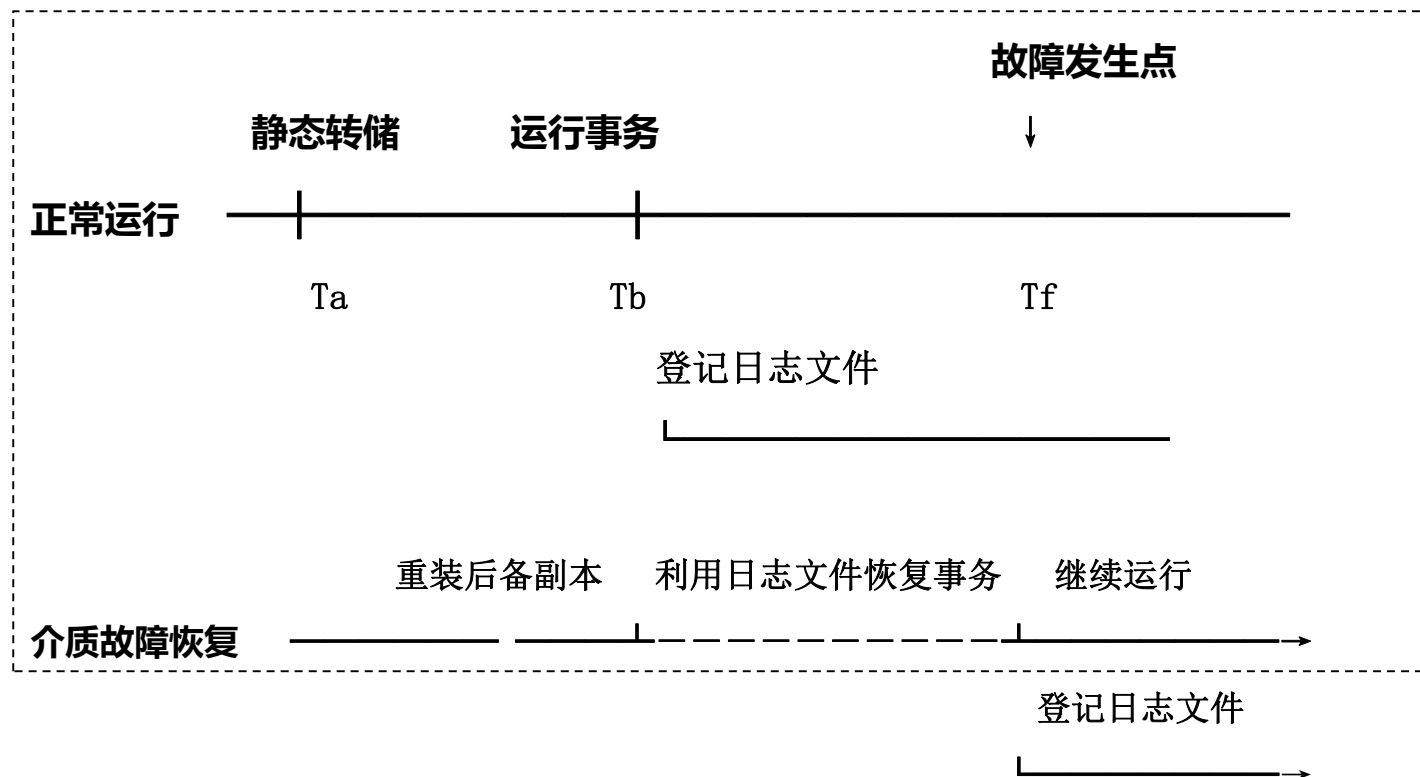 故障发生点
静态转储 运行事务
正常运行
Ta Tb Tf
登记日志文件
重装后备副本 利用日志文件恢复事务 继续运行
介质故障恢复
登记日志文件